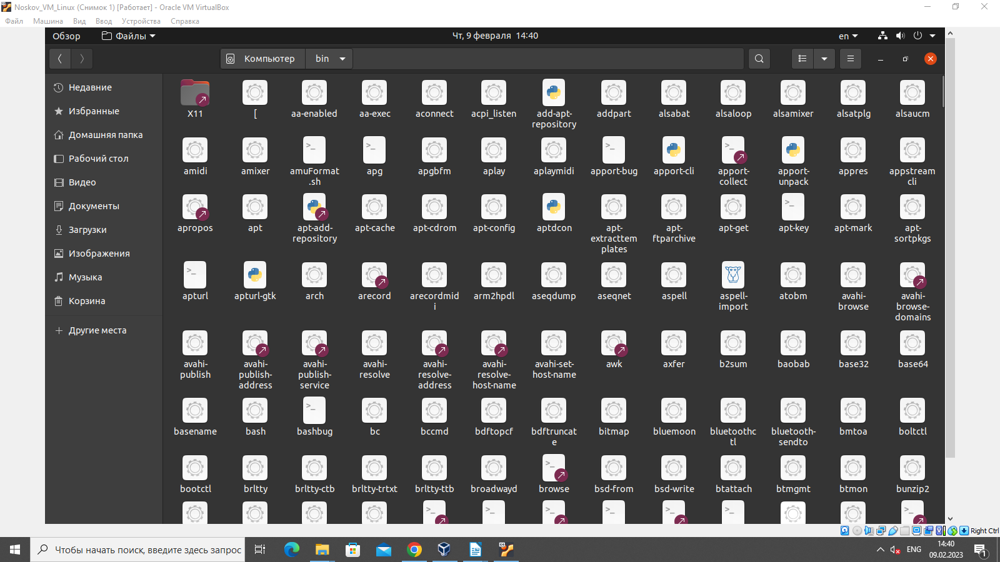 Noskov_VM_Linux (Снимок 1) [Работает] - Oracle VM VirtualBox
Файл Машина Вид Ввод Устройства Справка
Обзор Файлы Чт, 9 февраля 14:40 en
Компьютер bin
Недавние
Избранные
Домашняя папка
Рабочий стол
Видео
Документы
Загрузки
Изображения
Музыка
Корзина
Другие места
X11 [ aa-enabled aa-exec aconnect acpi_listen add-apt- addpart alsabat alsaloop alsamixer alsatplg alsaucm
repository
amidi amixer amuFormat apg apgbfm aplay aplaymidi apport-bug apport-cli apport- apport- appres appstream
.sh collect unpack cli
apropos apt apt-add- apt-cache apt-cdrom apt-config aptdcon apt- apt- apt-get apt-key apt-mark apt-
repository extracttem ftparchive sortpkgs
plates
apturl apturl-gtk arch arecord arecordmid arm2hpdl aseqdump aseqnet aspell aspell- atobm avahi- avahi-
i import browse browse-
domains
avahi- avahi- avahi- avahi- avahi- avahi- avahi-set- awk axfer b2sum baobab base32 base64
publish publish- publish- resolve resolve- resolve- host-name
address service address host-name
basename bash bashbug bc bccmd bdftopcf bdftruncat bitmap bluemoon bluetoothc bluetooth- bmtoa boltctl
e tl sendto
bootctl brltty brltty-ctb brltty-trtxt brltty-ttb broadwayd browse bsd-from bsd-write btattach btmgmt btmon bunzip2
Right Ctrl
Чтобы начать поиск, введите здесь запрос
ENG
14:40
09.02.2023
1